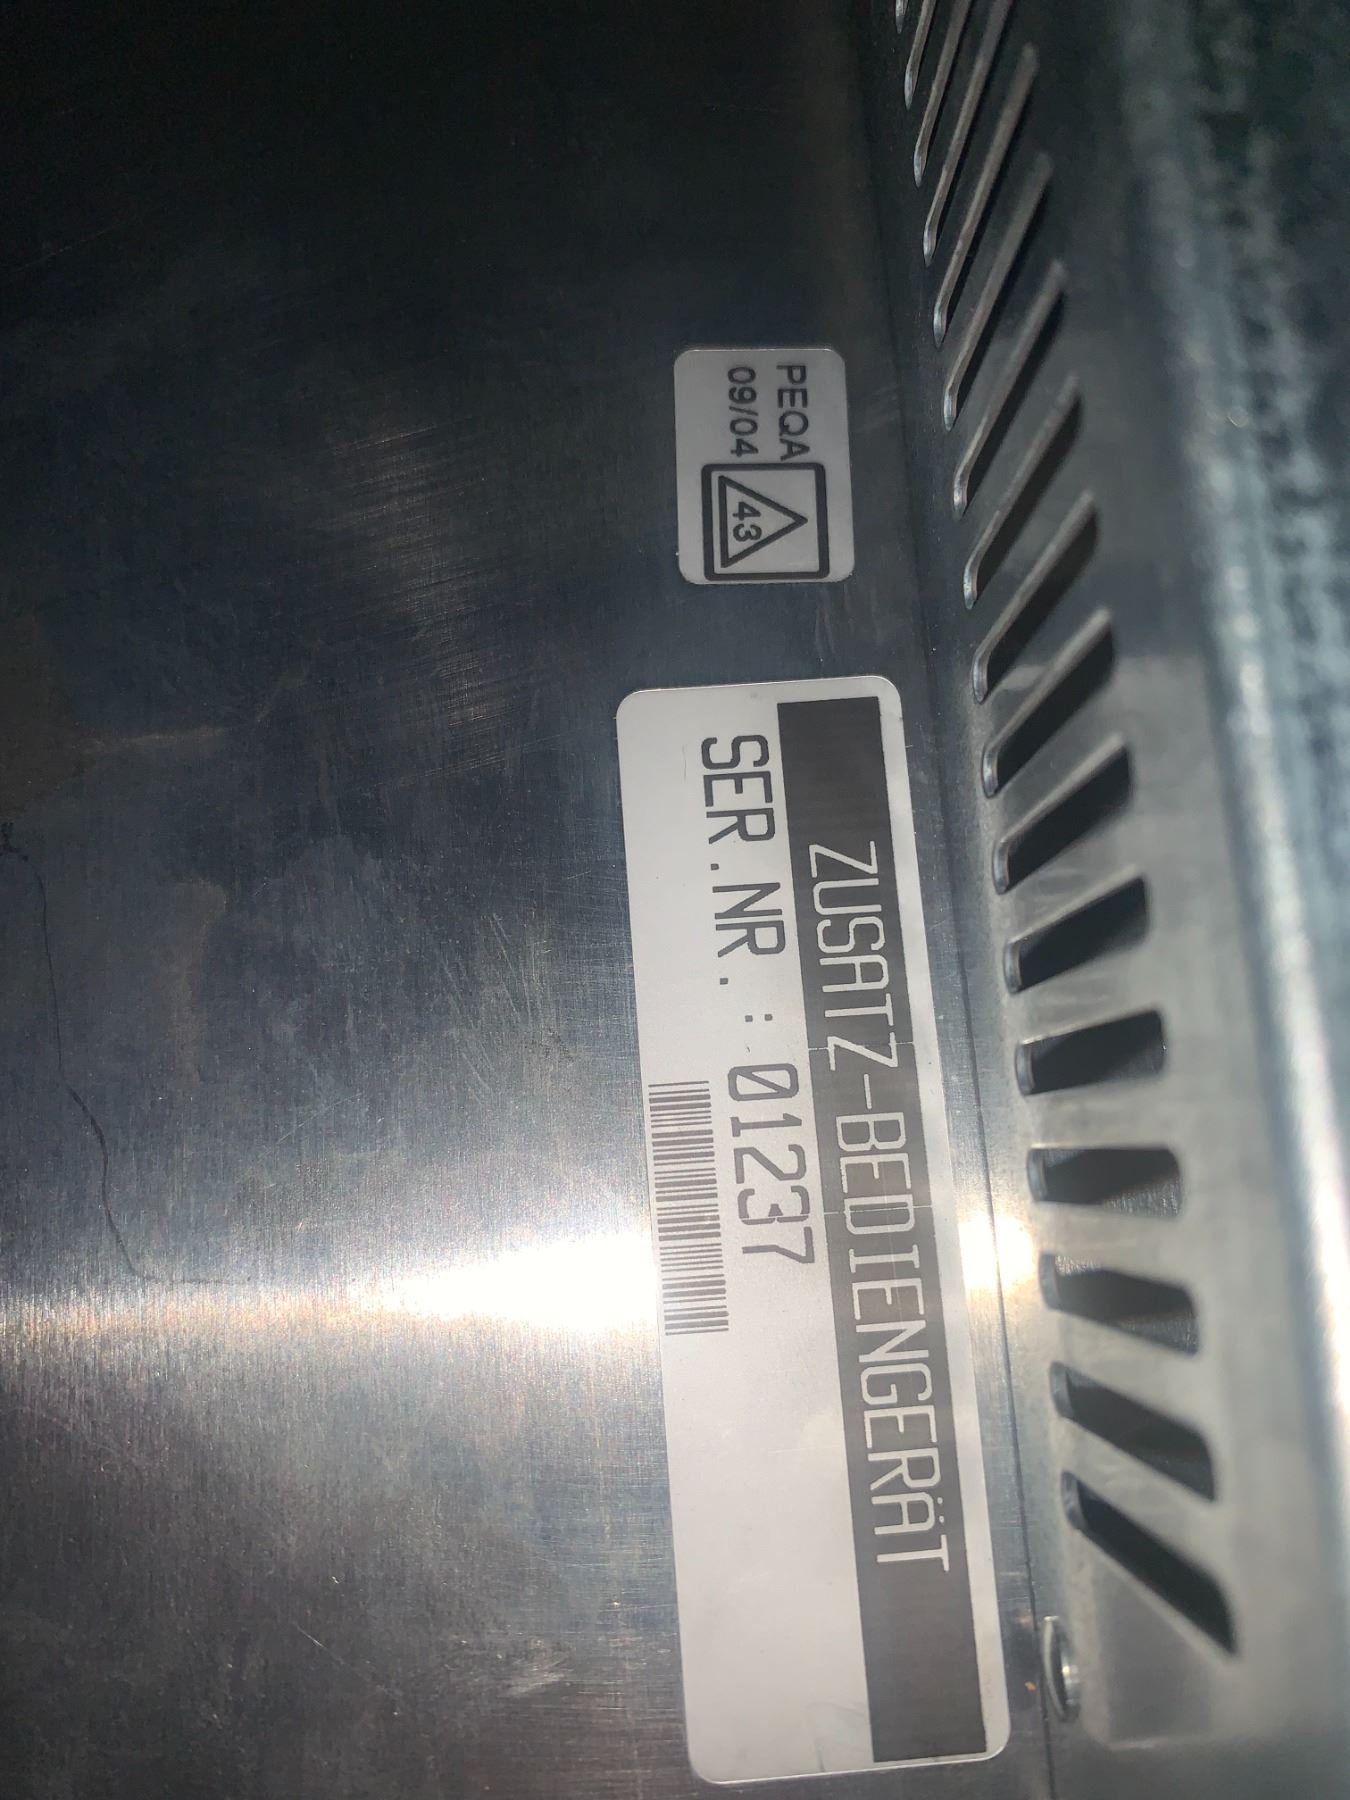 PEQA
09/04
43
ZUSATZ-BEDIENGERÄT
SER.NR.:01237